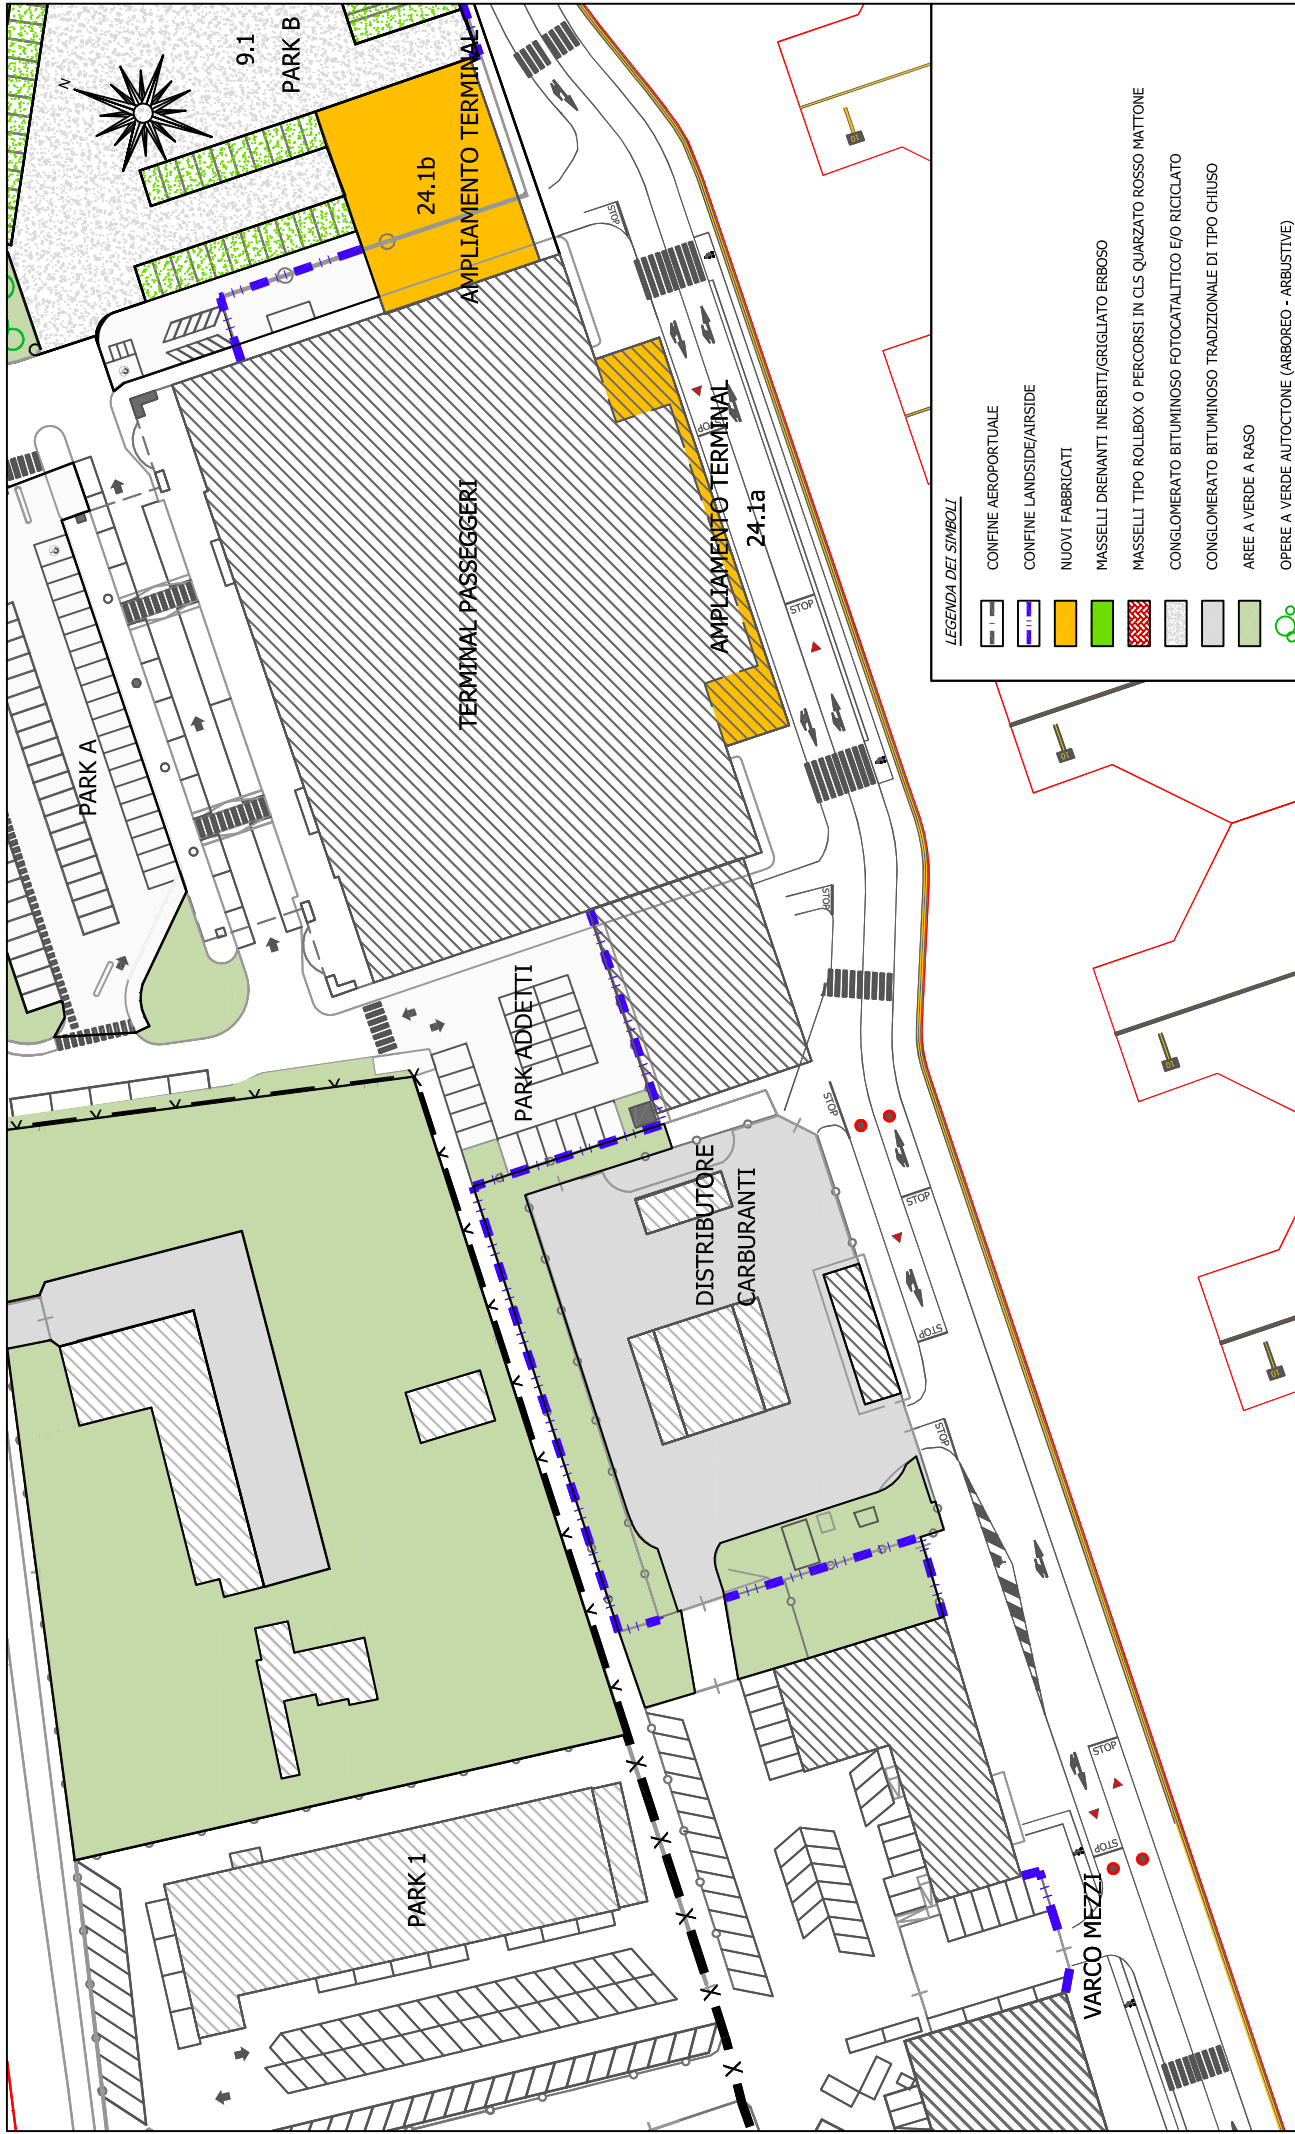 N
9.1
PARK B
24.1b
AMPLIAMENTO TERMINAL
STOP
STOP
PARK A
TERMINAL PASSEGGERI
AMPLIAMENTO TERMINAL
24.1a
STOP
STOP
PARK ADDETTI
STOP
DISTRIBUTORE
CARBURANTI
STOP
STOP
STOP
PARK 1
STOP
STOP
VARCO MEZZI
LEGENDA DEI SIMBOLI
CONFINE AEROPORTUALE
CONFINE LANDSIDE/AIRSIDE
NUOVI FABBRICATI
MASSELLI DRENANTI INERBITI/GRIGLIATO ERBOSO
MASSELLI TIPO ROLLBOX O PERCORSI IN CLS QUARZATO ROSSO MATTONE
CONGLOMERATO BITUMINOSO FOTOCATALITICO E/O RICICLATO
CONGLOMERATO BITUMINOSO TRADIZIONALE DI TIPO CHIUSO
AREE A VERDE A RASO
OPERE A VERDE AUTOCTONE (ARBOREO - ARBUSTIVE)